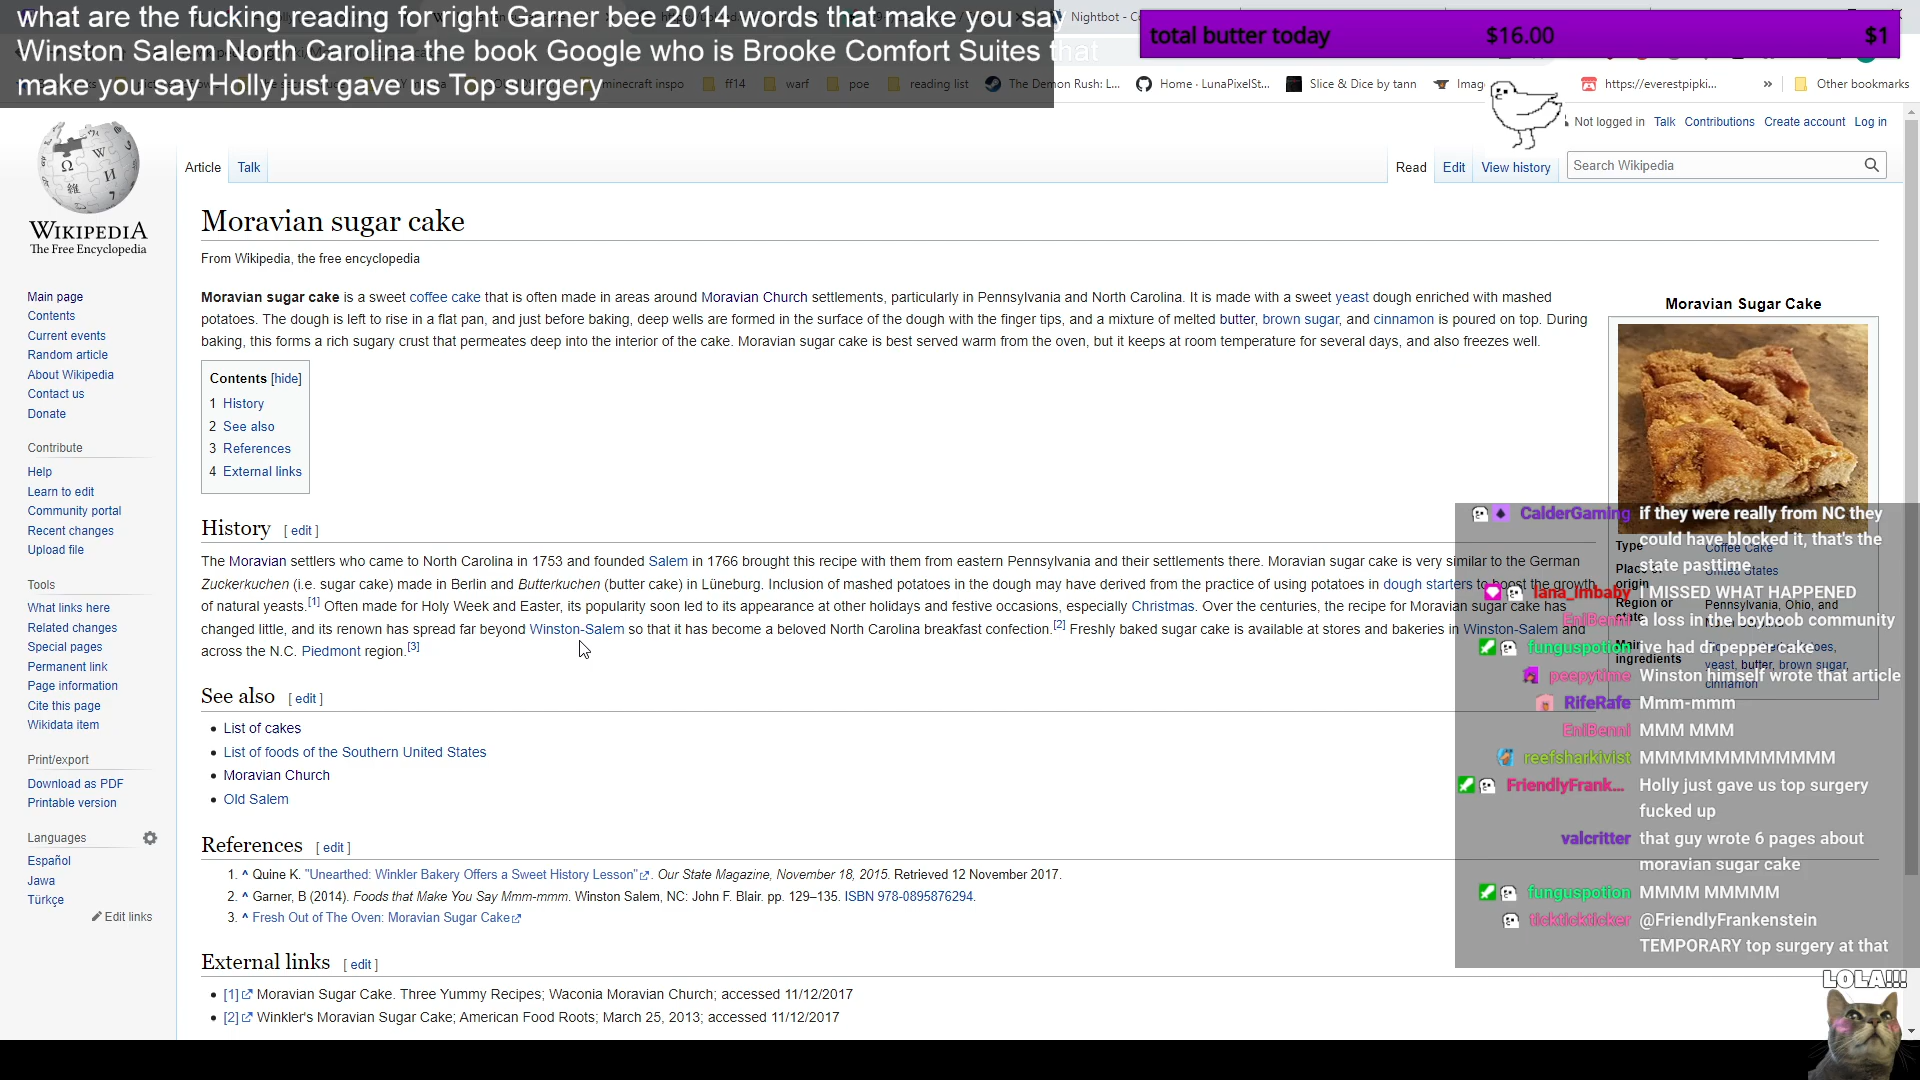 what are the fucking reading for right Garner bee 2014 words that make you say
Winston Salem North Carolina the book Google who is Brooke Comfort Suites that
make you say Holly just gave us Top surgery
Nightbot - C
total butter today $16.00 $1
minecraft inspo ff14 warf poe reading list The Demon Rush: L... Home · LunaPixelSt... Slice & Dice by tann Imag https://everestpipki... » Other bookmarks
Not logged in Talk Contributions Create account Log in
Article Talk Read Edit View history Search Wikipedia
WIKIPEDIA
The Free Encyclopedia
Main page
Contents
Current events
Random article
About Wikipedia
Contact us
Donate
Contribute
Help
Learn to edit
Community portal
Recent changes
Upload file
Tools
What links here
Related changes
Special pages
Permanent link
Page information
Cite this page
Wikidata item
Print/export
Download as PDF
Printable version
Languages
Español
Jawa
Türkçe
Edit links
Moravian sugar cake
From Wikipedia, the free encyclopedia
Moravian sugar cake is a sweet coffee cake that is often made in areas around Moravian Church settlements, particularly in Pennsylvania and North Carolina. It is made with a sweet yeast dough enriched with mashed
potatoes. The dough is left to rise in a flat pan, and just before baking, deep wells are formed in the surface of the dough with the finger tips, and a mixture of melted butter, brown sugar, and cinnamon is poured on top. During
baking, this forms a rich sugary crust that permeates deep into the interior of the cake. Moravian sugar cake is best served warm from the oven, but it keeps at room temperature for several days, and also freezes well.
Contents [hide]
1 History
2 See also
3 References
4 External links
History [ edit ]
The Moravian settlers who came to North Carolina in 1753 and founded Salem in 1766 brought this recipe with them from eastern Pennsylvania and their settlements there. Moravian sugar cake is very similar to the German
Zuckerkuchen (i.e. sugar cake) made in Berlin and Butterkuchen (butter cake) in Lüneburg. Inclusion of mashed potatoes in the dough may have derived from the practice of using potatoes in dough starters to boost the growth
of natural yeasts.[1] Often made for Holy Week and Easter, its popularity soon led to its appearance at other holidays and festive occasions, especially Christmas. Over the centuries, the recipe for Moravian sugar cake has
changed little, and its renown has spread far beyond Winston-Salem so that it has become a beloved North Carolina breakfast confection.[2] Freshly baked sugar cake is available at stores and bakeries in Winston-Salem and
across the N.C. Piedmont region.[3]
See also [ edit ]
List of cakes
List of foods of the Southern United States
Moravian Church
Old Salem
References [ edit ]
1. ^ Quine K. "Unearthed: Winkler Bakery Offers a Sweet History Lesson". Our State Magazine, November 18, 2015. Retrieved 12 November 2017.
2. ^ Garner, B (2014). Foods that Make You Say Mmm-mmm. Winston Salem, NC: John F. Blair. pp. 129–135. ISBN 978-0895876294.
3. ^ Fresh Out of The Oven: Moravian Sugar Cake
External links [ edit ]
[1] Moravian Sugar Cake. Three Yummy Recipes; Waconia Moravian Church; accessed 11/12/2017
[2] Winkler's Moravian Sugar Cake; American Food Roots; March 25, 2013; accessed 11/12/2017
Moravian Sugar Cake
Type Coffee Cake
Place of origin United States
Region or state Pennsylvania, Ohio, and
Main ingredients
yeast, butter, brown sugar,
cinnamon
CalderGaming if they were really from NC they
could have blocked it, that's the
state pasttime
lana_imbaby I MISSED WHAT HAPPENED
EniBenni a loss in the boyboob community
funguspotion ive had dr pepper cake
peepytime Winston himself wrote that article
RifeRafe Mmm-mmm
EniBenni MMM MMM
reefsharkivist MMMMMMMMMMMMM
FriendlyFrank... Holly just gave us top surgery
fucked up
valcritter that guy wrote 6 pages about
moravian sugar cake
funguspotion MMMM MMMMM
ticktickticker @FriendlyFrankenstein
TEMPORARY top surgery at that
LOLA!!!